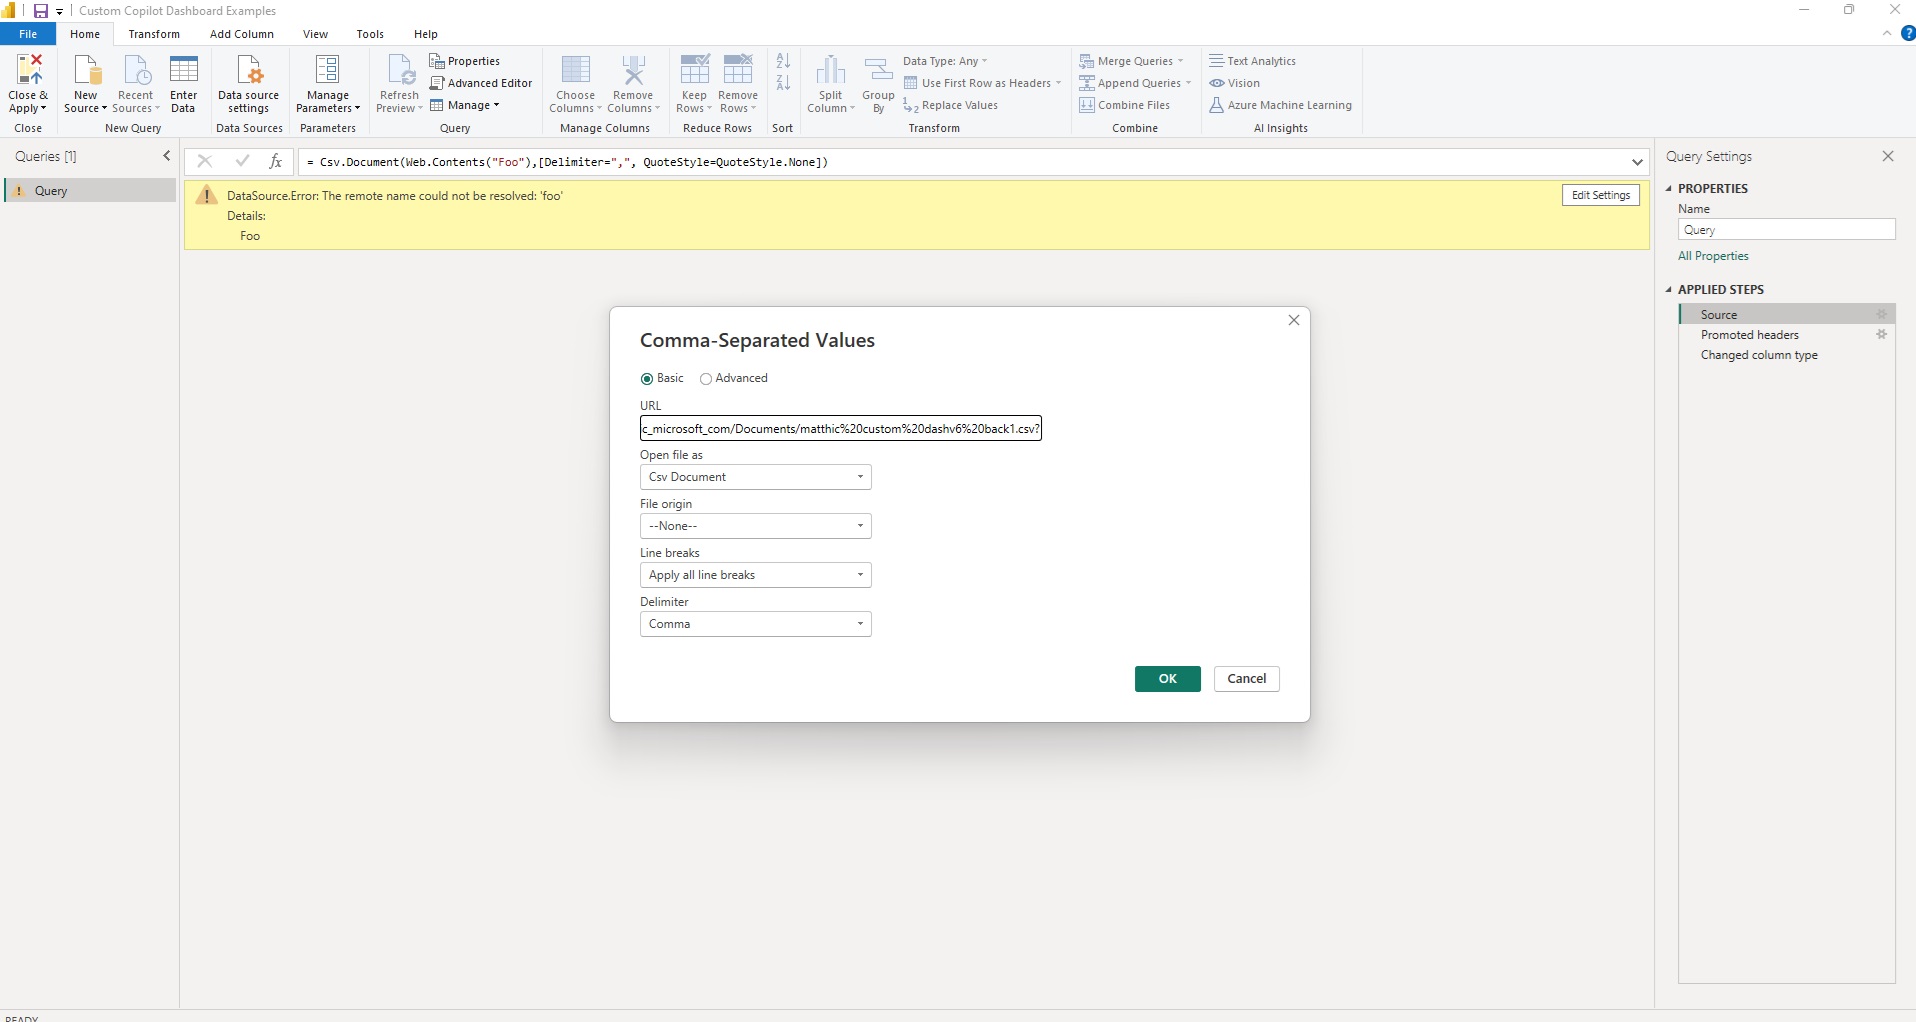 Custom Copilot Dashboard Examples
File Home Transform Add Column View Tools Help
?
Close & Apply
New Source
Recent Sources
Enter Data
Data source settings
Manage Parameters
Refresh Preview
Properties
Advanced Editor
Manage
Choose Columns
Remove Columns
Keep Rows
Remove Rows
Split Column
Group By
Data Type: Any
Use First Row as Headers
Replace Values
Merge Queries
Append Queries
Combine Files
Text Analytics
Vision
Azure Machine Learning
Close New Query Data Sources Parameters Query Manage Columns Reduce Rows Sort Transform Combine AI Insights
Queries [1]
Query
fx
= Csv.Document(Web.Contents("Foo"),[Delimiter=",", QuoteStyle=QuoteStyle.None])
DataSource.Error: The remote name could not be resolved: 'foo'
Details:
Foo
Edit Settings
Comma-Separated Values
Basic Advanced
URL
c_microsoft_com/Documents/matthic%20custom%20dashv6%20back1.csv?
Open file as
Csv Document
File origin
--None--
Line breaks
Apply all line breaks
Delimiter
Comma
OK Cancel
Query Settings
PROPERTIES
Name
Query
All Properties
APPLIED STEPS
Source
Promoted headers
Changed column type
READY